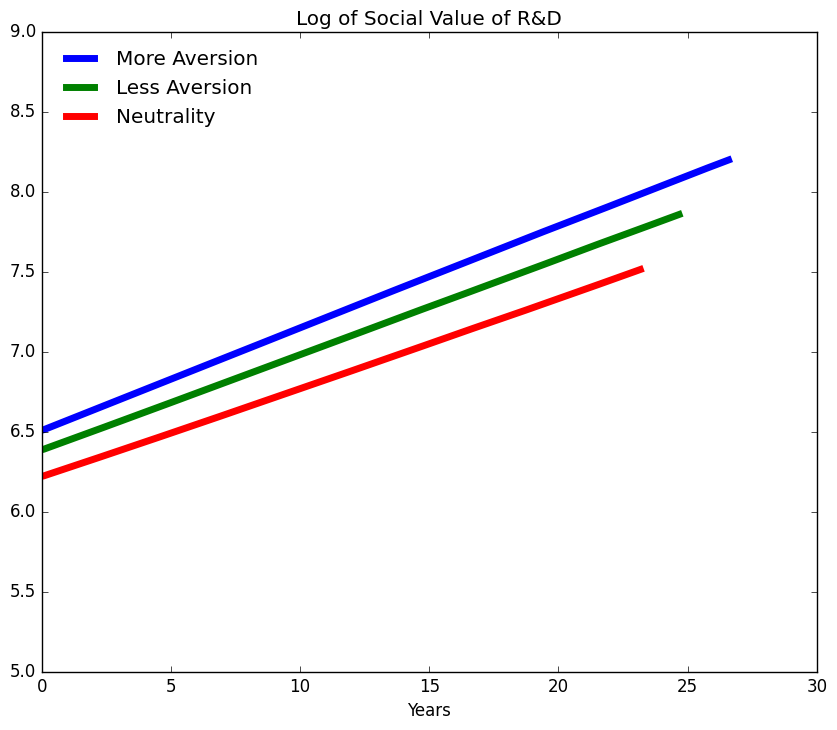 Log of Social Value of R&D
9.0
8.5
8.0
7.5
7.0
6.5
6.0
5.5
5.0
More Aversion
Less Aversion
Neutrality
0 5 10 15 20 25 30
Years